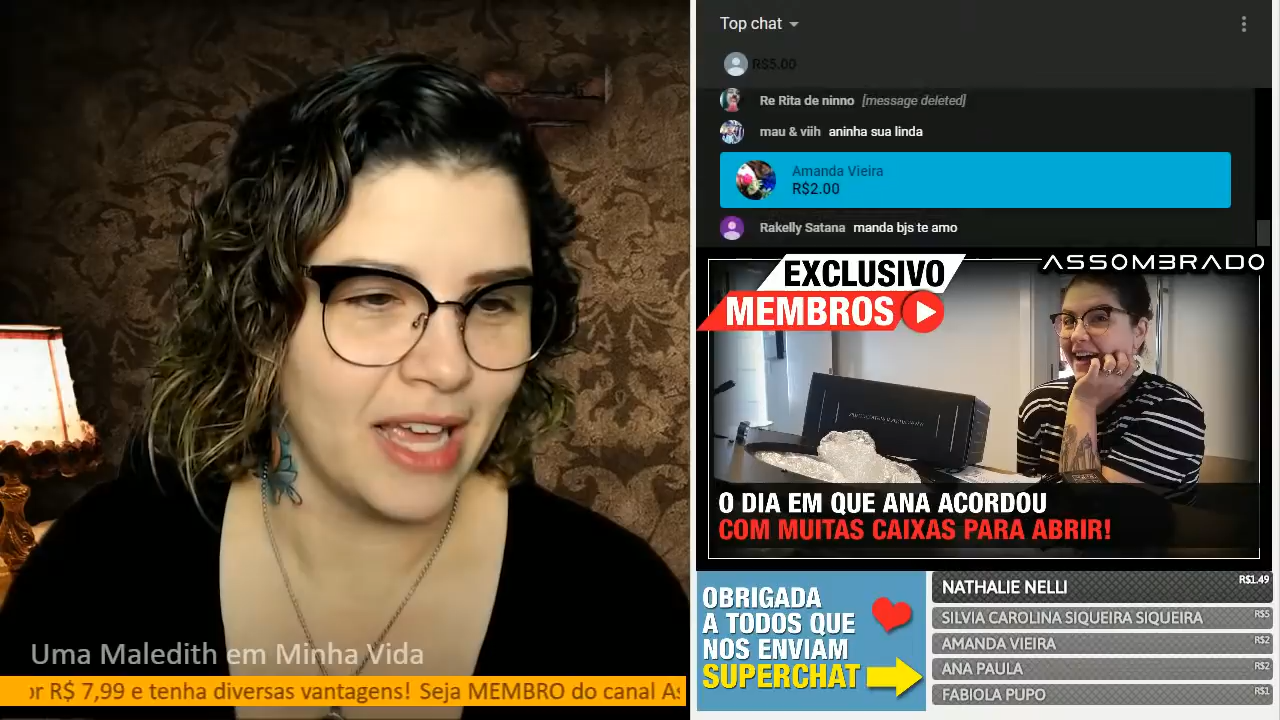 Top chat
R$5.00
Re Rita de ninno [message deleted]
mau & viih aninha sua linda
Amanda Vieira
R$2.00
Rakelly Satana manda bjs te amo
EXCLUSIVO
MEMBROS
ASSOMBRADO
O DIA EM QUE ANA ACORDOU
COM MUITAS CAIXAS PARA ABRIR!
OBRIGADA
A TODOS QUE
NOS ENVIAM
SUPERCHAT
NATHALIE NELLI R$1.49
SILVIA CAROLINA SIQUEIRA SIQUEIRA R$5
AMANDA VIEIRA R$2
ANA PAULA R$2
FABIOLA PUPO R$1
Uma Maledith em Minha Vida
or R$ 7,99 e tenha diversas vantagens! Seja MEMBRO do canal As